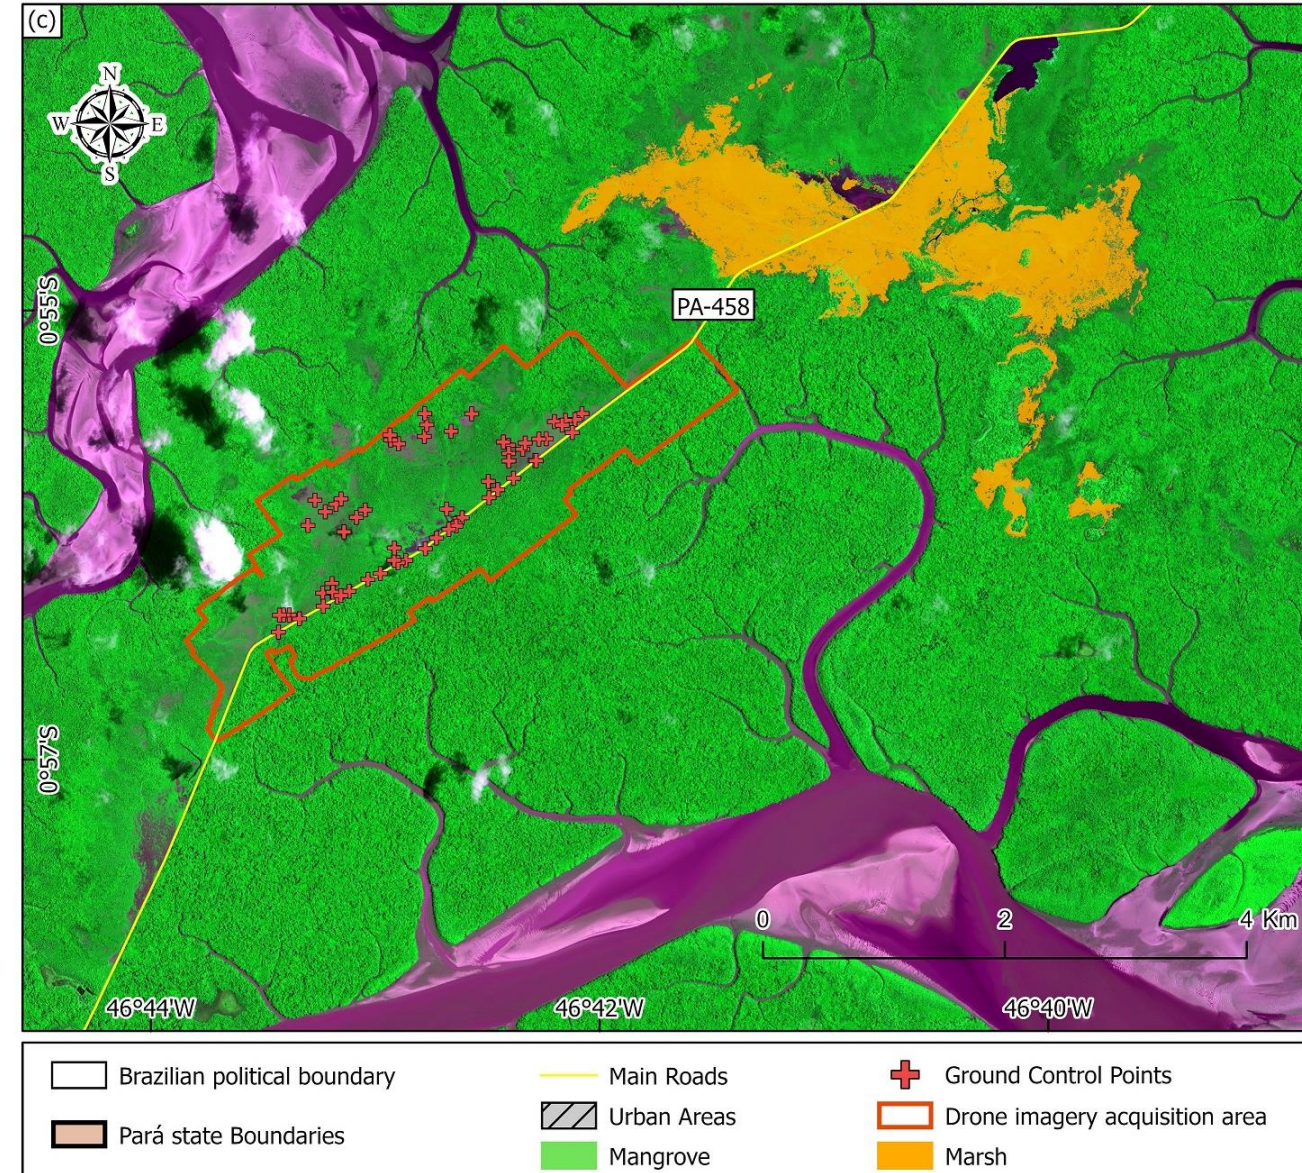 (c)
N
W E
S
PA-458
0°55'S
0°57'S
0 2 4 Km
46°44'W 46°42'W 46°40'W
Brazilian political boundary
Pará state Boundaries
Main Roads
Urban Areas
Mangrove
Ground Control Points
Drone imagery acquisition area
Marsh